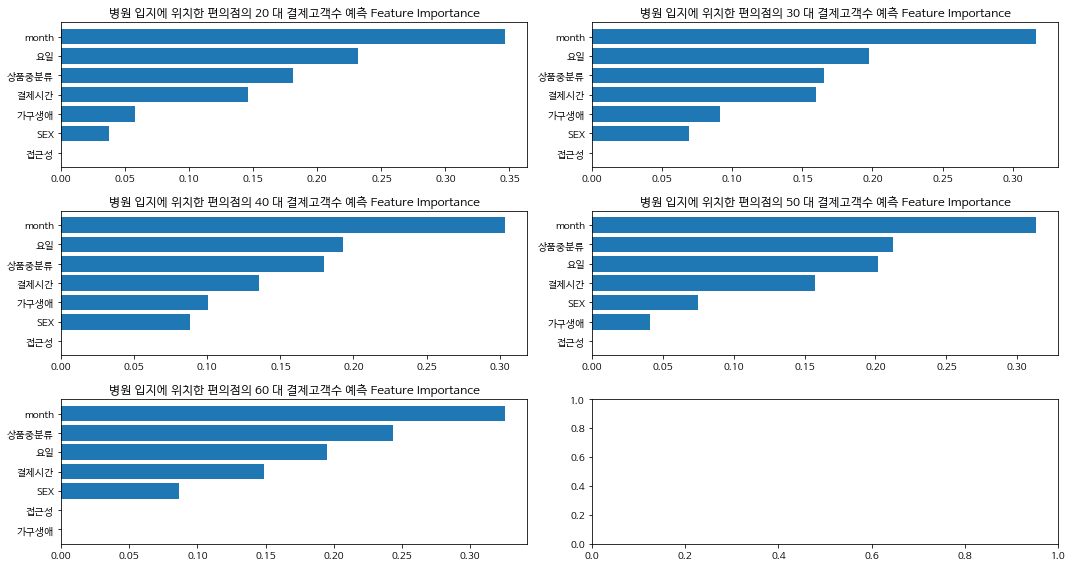 병원 입지에 위치한 편의점의 20 대 결제고객수 예측 Feature Importance
month
요일
상품중분류
결제시간
가구생애
SEX
접근성
0.00 0.05 0.10 0.15 0.20 0.25 0.30 0.35
병원 입지에 위치한 편의점의 30 대 결제고객수 예측 Feature Importance
month
요일
상품중분류
결제시간
가구생애
SEX
접근성
0.00 0.05 0.10 0.15 0.20 0.25 0.30
병원 입지에 위치한 편의점의 40 대 결제고객수 예측 Feature Importance
month
요일
상품중분류
결제시간
가구생애
SEX
접근성
0.00 0.05 0.10 0.15 0.20 0.25 0.30
병원 입지에 위치한 편의점의 50 대 결제고객수 예측 Feature Importance
month
상품중분류
요일
결제시간
SEX
가구생애
접근성
0.00 0.05 0.10 0.15 0.20 0.25 0.30
병원 입지에 위치한 편의점의 60 대 결제고객수 예측 Feature Importance
month
상품중분류
요일
결제시간
SEX
접근성
가구생애
0.00 0.05 0.10 0.15 0.20 0.25 0.30
1.0
0.8
0.6
0.4
0.2
0.0
0.0 0.2 0.4 0.6 0.8 1.0